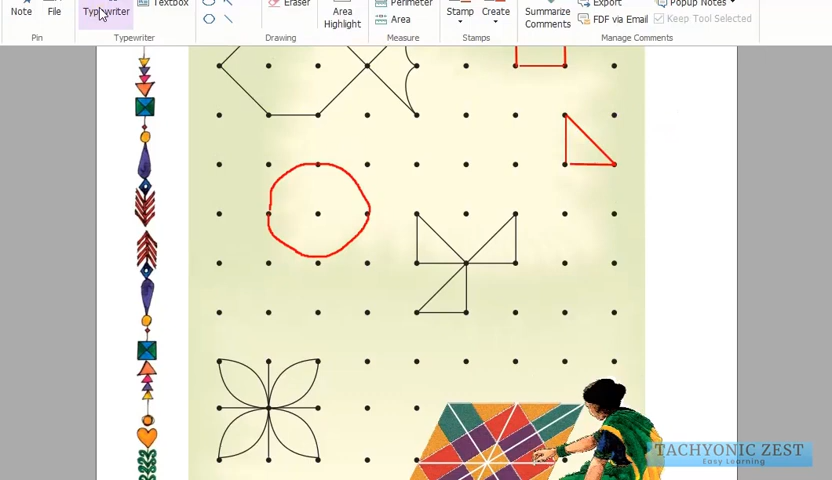 Note
File
Typewriter
Textbox
Typewriter
Pin
Eraser
Drawing
Area
Highlight
Perimeter
Area
Measure
Stamp
Create
Stamps
Summarize
Comments
Export
FDF via Email
Popup Notes
Keep Tool Selected
Manage Comments
TACHYONIC ZEST
Easy Learning